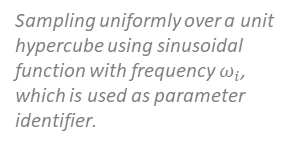 Sampling uniformly over a unit
hypercube using sinusoidal
function with frequency ωᵢ,
which is used as parameter
identifier.